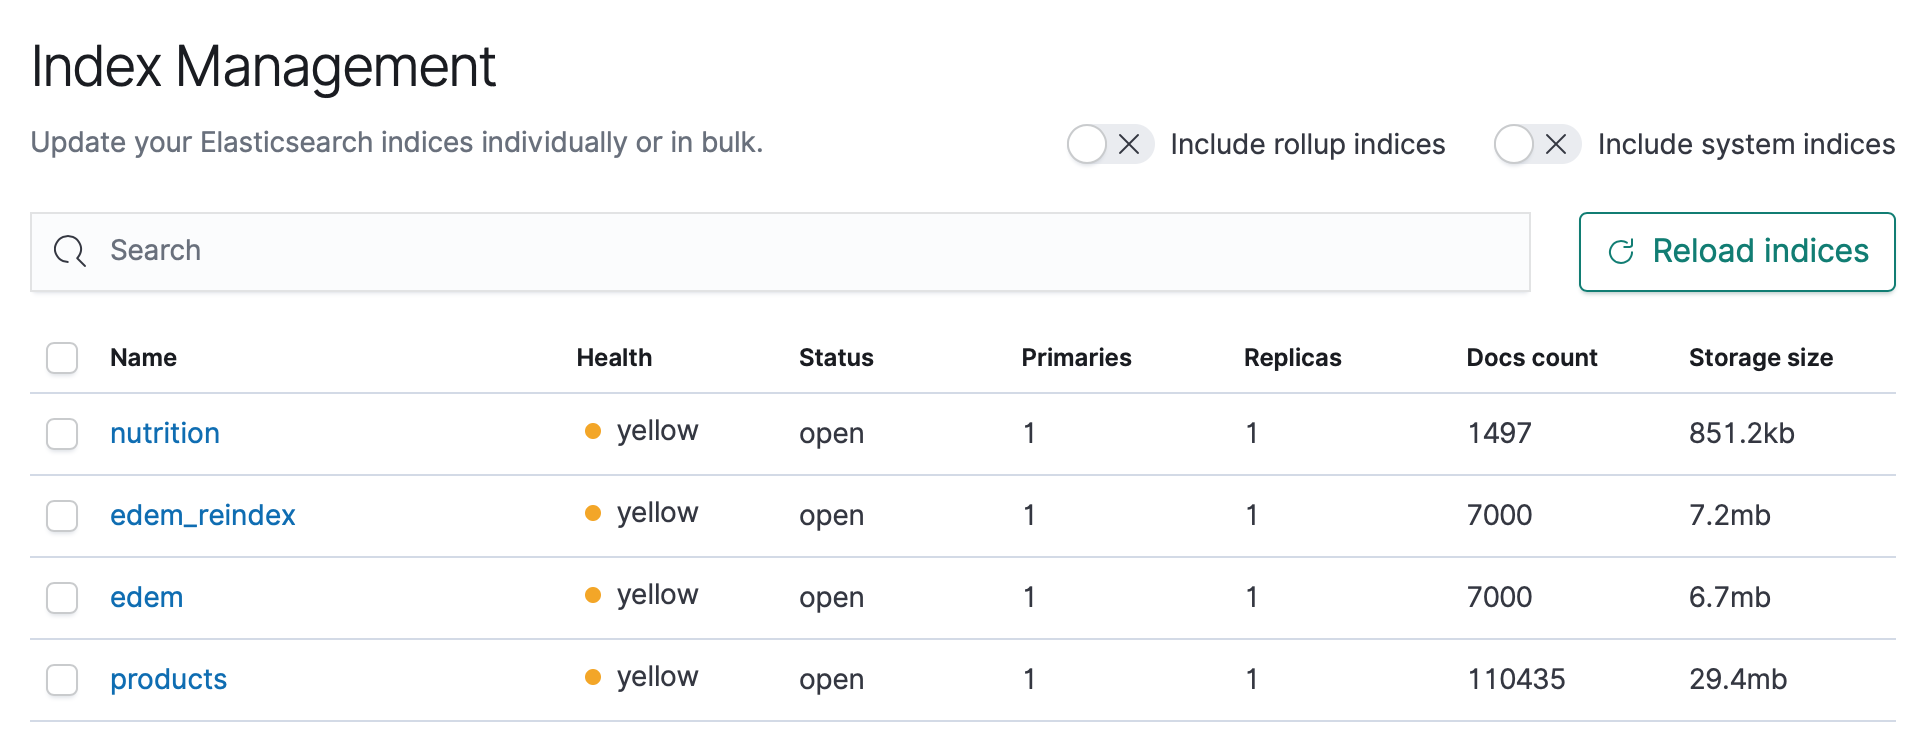 Index Management
Update your Elasticsearch indices individually or in bulk.
Include rollup indices
Include system indices
Search
Reload indices
Name Health Status Primaries Replicas Docs count Storage size
nutrition yellow open 1 1 1497 851.2kb
edem_reindex yellow open 1 1 7000 7.2mb
edem yellow open 1 1 7000 6.7mb
products yellow open 1 1 110435 29.4mb